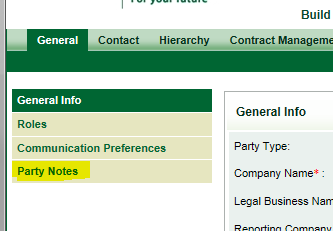 For your future
Build
General Contact Hierarchy Contract Manageme
General Info
Roles
Communication Preferences
Party Notes
General Info
Party Type:
Company Name* :
Legal Business Nam
Reporting Company